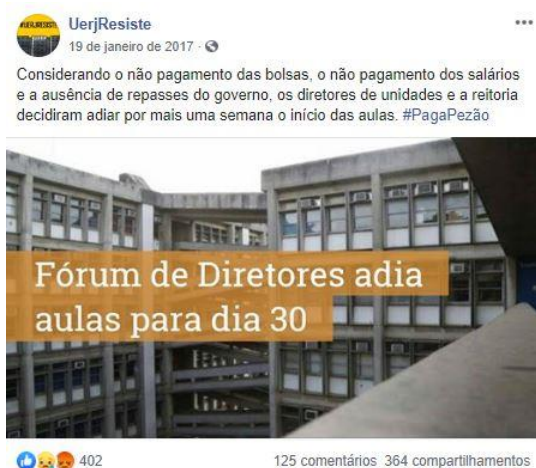 #UERJRESISTE
UerjResiste
19 de janeiro de 2017
Considerando o não pagamento das bolsas, o não pagamento dos salários
e a ausência de repasses do governo, os diretores de unidades e a reitoria
decidiram adiar por mais uma semana o início das aulas. #PagaPezão
Fórum de Diretores adia
aulas para dia 30
402
125 comentários 364 compartilhamentos